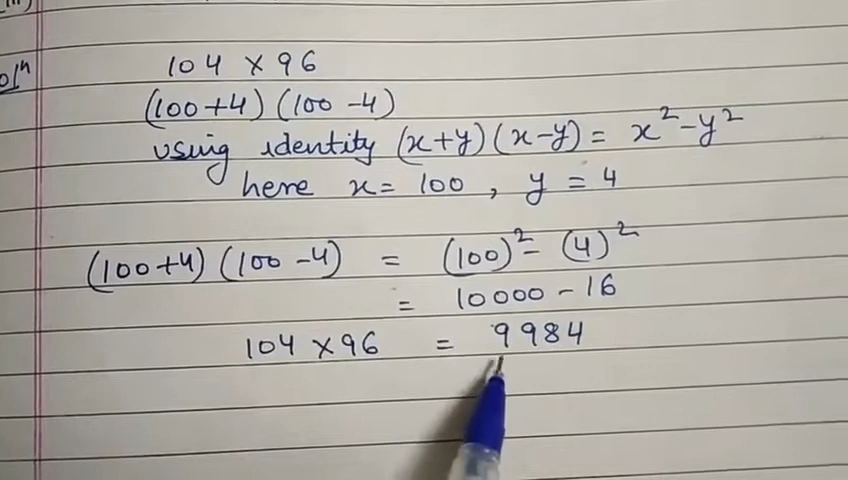 Solⁿ
104 × 96
(100 +4) (100 -4)
using identity (x+y) (x-y) = x² - y²
here x = 100 , y = 4
(100+4) (100 -4) = (100)² - (4)²
= 10000 - 16
104 × 96 = 9984